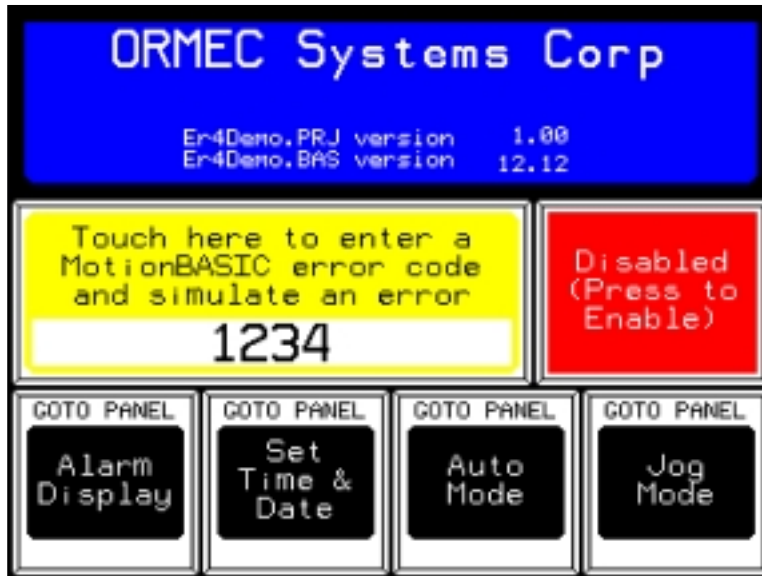 ORMEC Systems Corp
Er4Demo.PRJ version 1.00
Er4Demo.BAS version 12.12
Touch here to enter a
MotionBASIC error code
and simulate an error
1234
Disabled
(Press to
Enable)
GOTO PANEL
Alarm
Display
GOTO PANEL
Set
Time &
Date
GOTO PANEL
Auto
Mode
GOTO PANEL
Jog
Mode